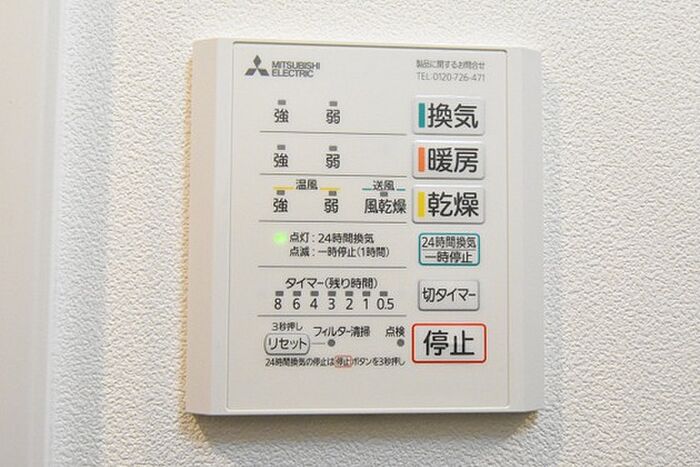 MITSUBISHI
ELECTRIC
製品に関するお問合せ
TEL:0120-726-471
強 弱 換気
強 弱 暖房
温風 送風
強 弱 風乾燥 乾燥
点灯:24時間換気
点滅:一時停止(1時間)
24時間換気
一時停止
タイマー(残り時間)
8 6 4 3 2 1 0.5
切タイマー
3秒押し
リセット フィルター清掃 点検
停止
24時間換気の停止は停止ボタンを3秒押し